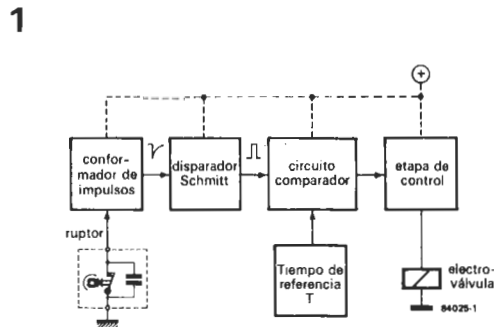 1
confor-
mador de
impulsos
disparador
Schmitt
circuito
comparador
etapa de
control
ruptor
Tiempo de
referencia
T
electro-
válvula
84025-1